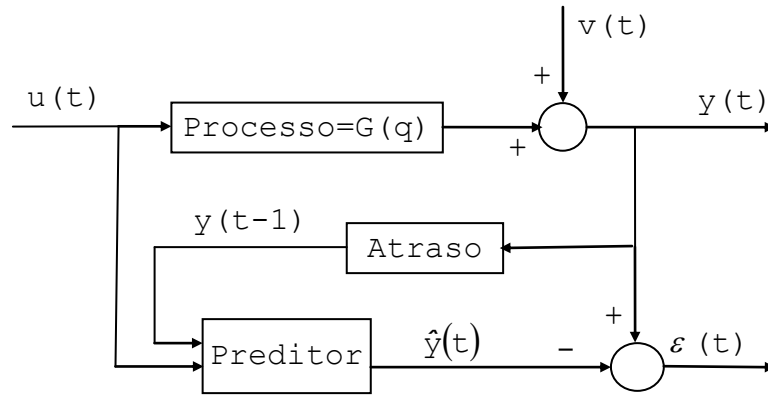 v(t)
+
u(t)
y(t)
Processo=G(q)
+
y(t-1)
Atraso
+
Preditor
ŷ(t)
-
ε (t)